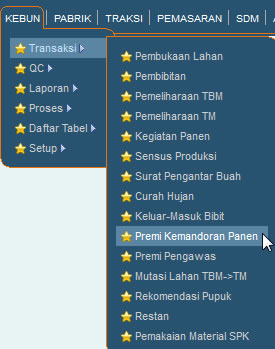 KEBUN PABRIK TRAKSI PEMASARAN SDM
Transaksi
QC
Laporan
Proses
Daftar Tabel
Setup
Pembukaan Lahan
Pembibitan
Pemeliharaan TBM
Pemeliharaan TM
Kegiatan Panen
Sensus Produksi
Surat Pengantar Buah
Curah Hujan
Keluar-Masuk Bibit
Premi Kemandoran Panen
Premi Pengawas
Mutasi Lahan TBM->TM
Rekomendasi Pupuk
Restan
Pemakaian Material SPK